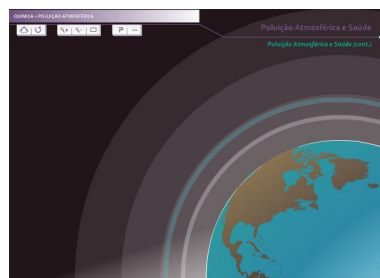 QUÍMICA > POLUIÇÃO ATMOSFÉRICA
Poluição Atmosférica e Saúde
Poluição Atmosférica e Saúde (cont.)